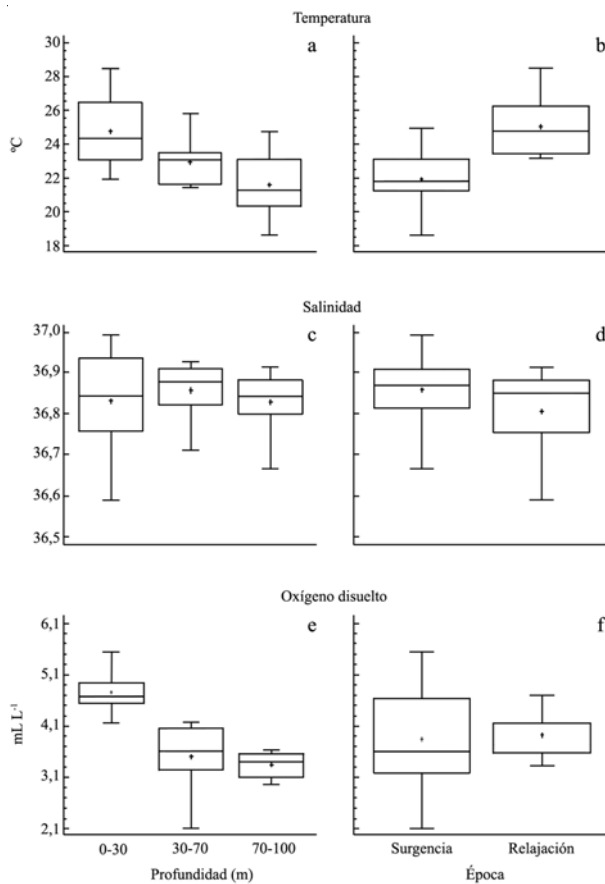 Temperatura
a
b
ºC
30
28
26
24
22
20
18
Salinidad
c
d
37,0
36,9
36,8
36,7
36,6
36,5
Oxígeno disuelto
e
f
mL L⁻¹
6,1
5,1
4,1
3,1
2,1
0-30 30-70 70-100
Surgencia Relajación
Profundidad (m)
Época